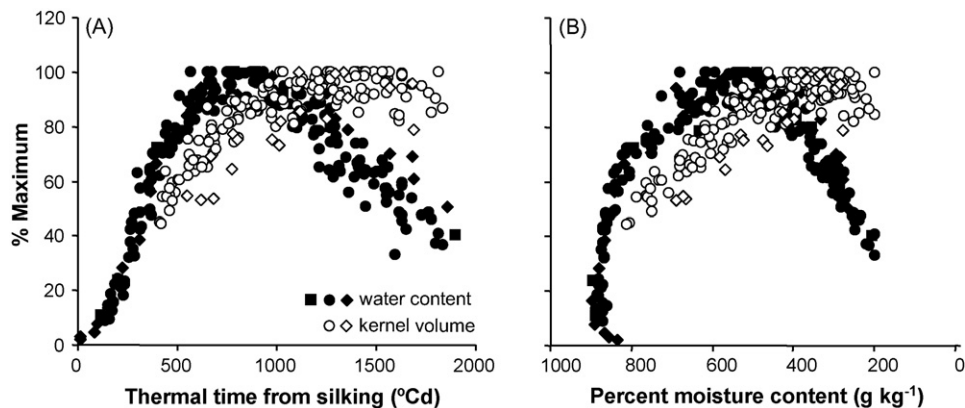 (A)
% Maximum
120
100
80
60
40
20
0
water content
kernel volume
0 500 1000 1500 2000
Thermal time from silking (ºCd)
(B)
1000 800 600 400 200 0
Percent moisture content (g kg-1)